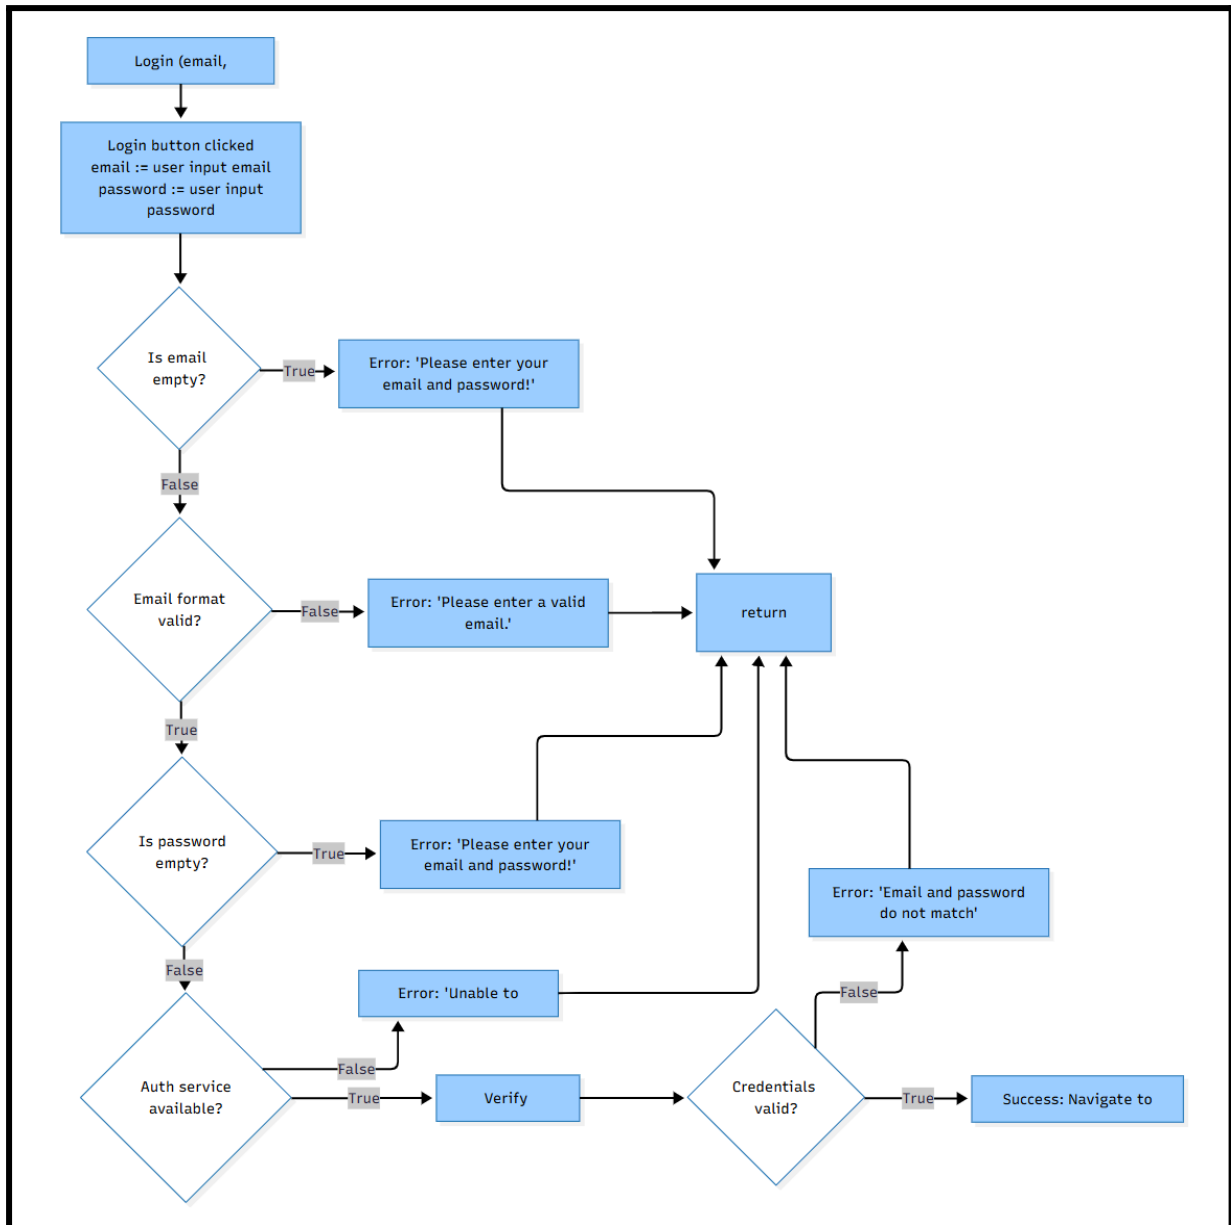 Login (email,
Login button clicked
email := user input email
password := user input
password
Is email
empty?
True
Error: 'Please enter your
email and password!'
False
Email format
valid?
False
Error: 'Please enter a valid
email.'
return
True
Is password
empty?
True
Error: 'Please enter your
email and password!'
Error: 'Email and password
do not match'
False
Error: 'Unable to
False
False
Auth service
available?
True
Verify
Credentials
valid?
True
Success: Navigate to